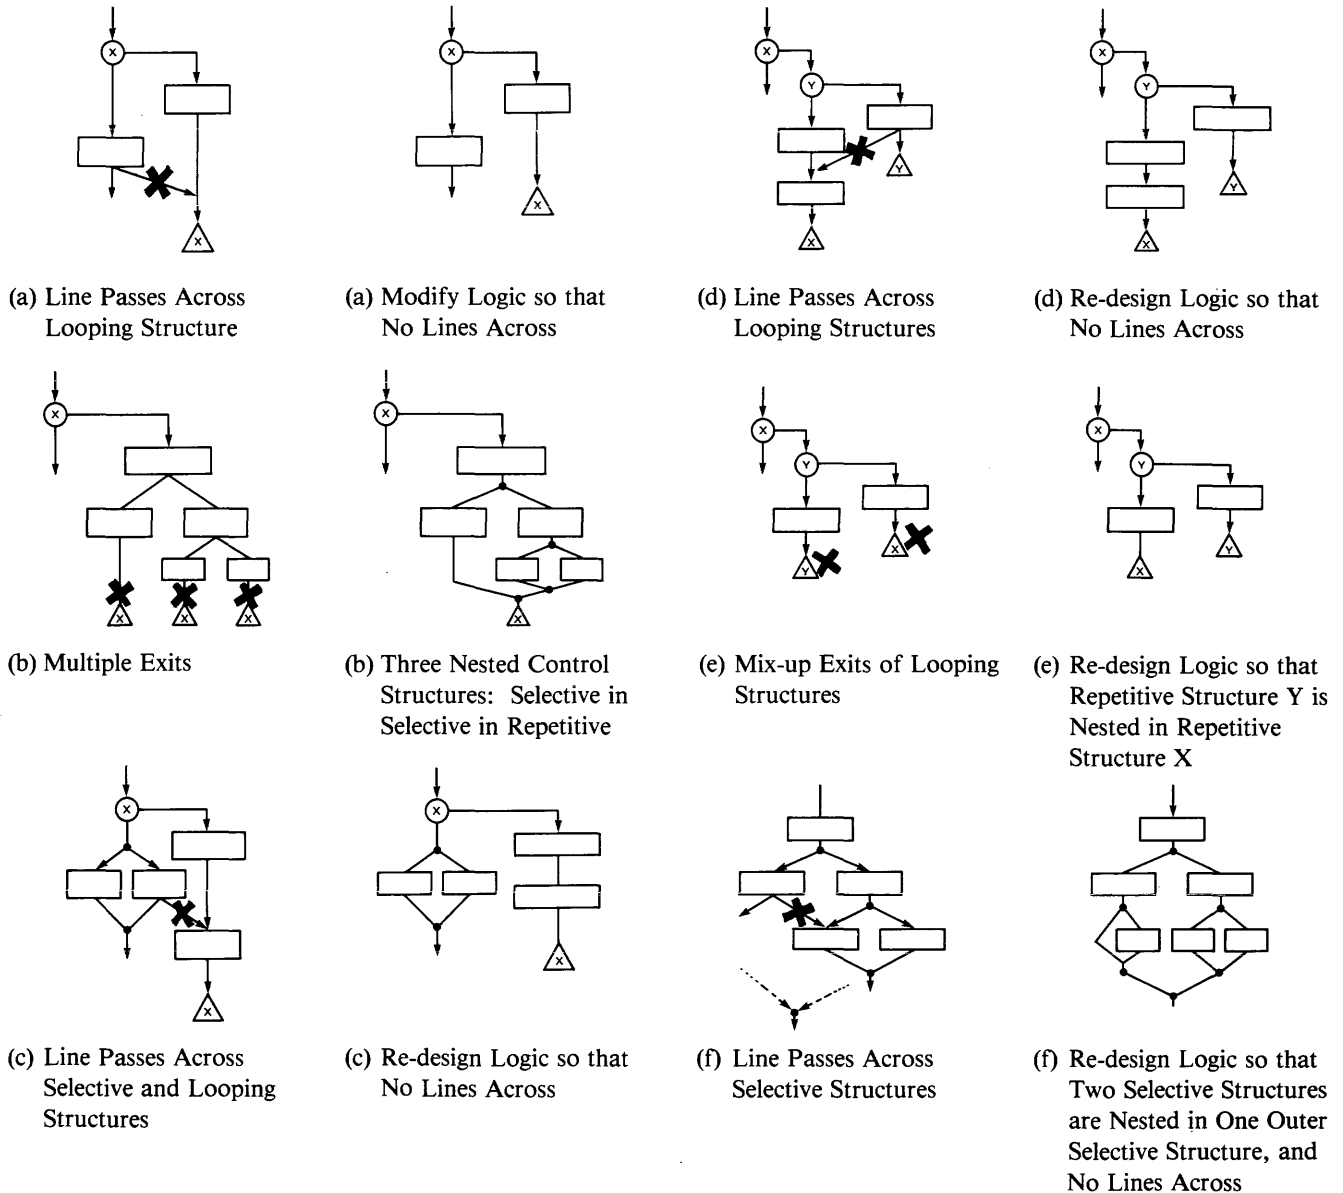 X
X
X
Y
Y
X
X
Y
Y
X
X
X
(a) Line Passes Across
Looping Structure
(a) Modify Logic so that
No Lines Across
(d) Line Passes Across
Looping Structures
(d) Re-design Logic so that
No Lines Across
X
X
X
Y
X
Y
X
Y
X
Y
X
X
X
X
X
(b) Multiple Exits
(b) Three Nested Control
Structures: Selective in
Selective in Repetitive
(e) Mix-up Exits of Looping
Structures
(e) Re-design Logic so that
Repetitive Structure Y is
Nested in Repetitive
Structure X
X
X
X
X
(c) Line Passes Across
Selective and Looping
Structures
(c) Re-design Logic so that
No Lines Across
(f) Line Passes Across
Selective Structures
(f) Re-design Logic so that
Two Selective Structures
are Nested in One Outer
Selective Structure, and
No Lines Across